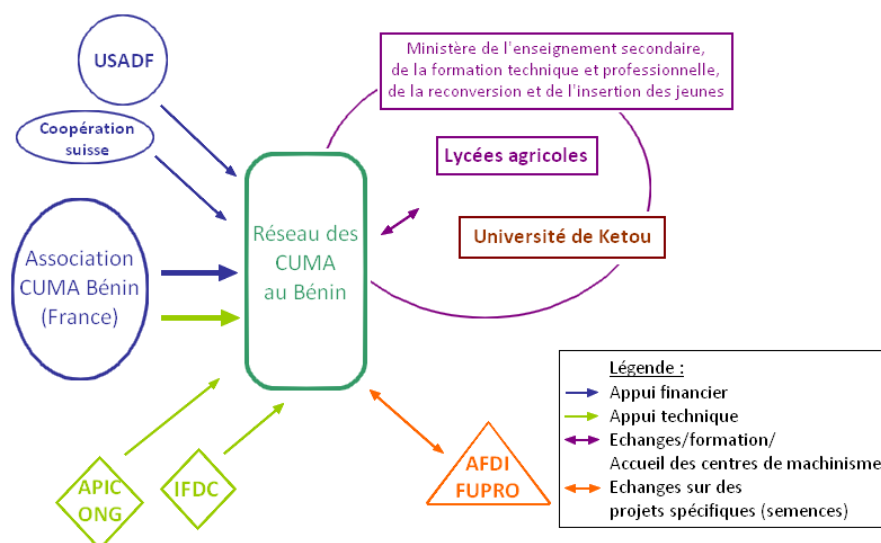 USADF
Coopération
suisse
Association
CUMA Bénin
(France)
Réseau des
CUMA
au Bénin
Ministère de l'enseignement secondaire,
de la formation technique et professionnelle,
de la reconversion et de l'insertion des jeunes
Lycées agricoles
Université de Ketou
APIC
ONG
IFDC
AFDI
FUPRO
Légende :
Appui financier
Appui technique
Echanges/formation/
Accueil des centres de machinisme
Echanges sur des
projets spécifiques (semences)